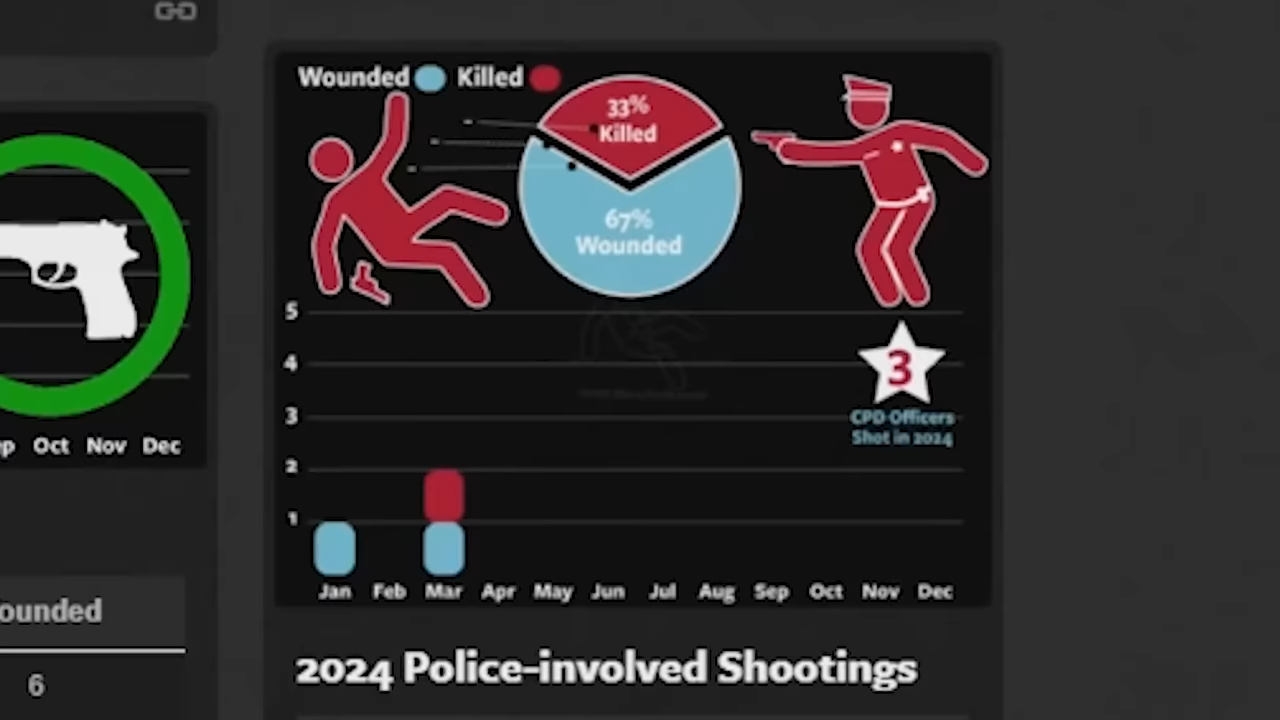 Wounded Killed
33%
Killed
67%
Wounded
5
4
3
2
1
3
CPD Officers
Shot in 2024
Jan Feb Mar Apr May Jun Jul Aug Sep Oct Nov Dec
2024 Police-involved Shootings
Oct Nov Dec
ounded
6